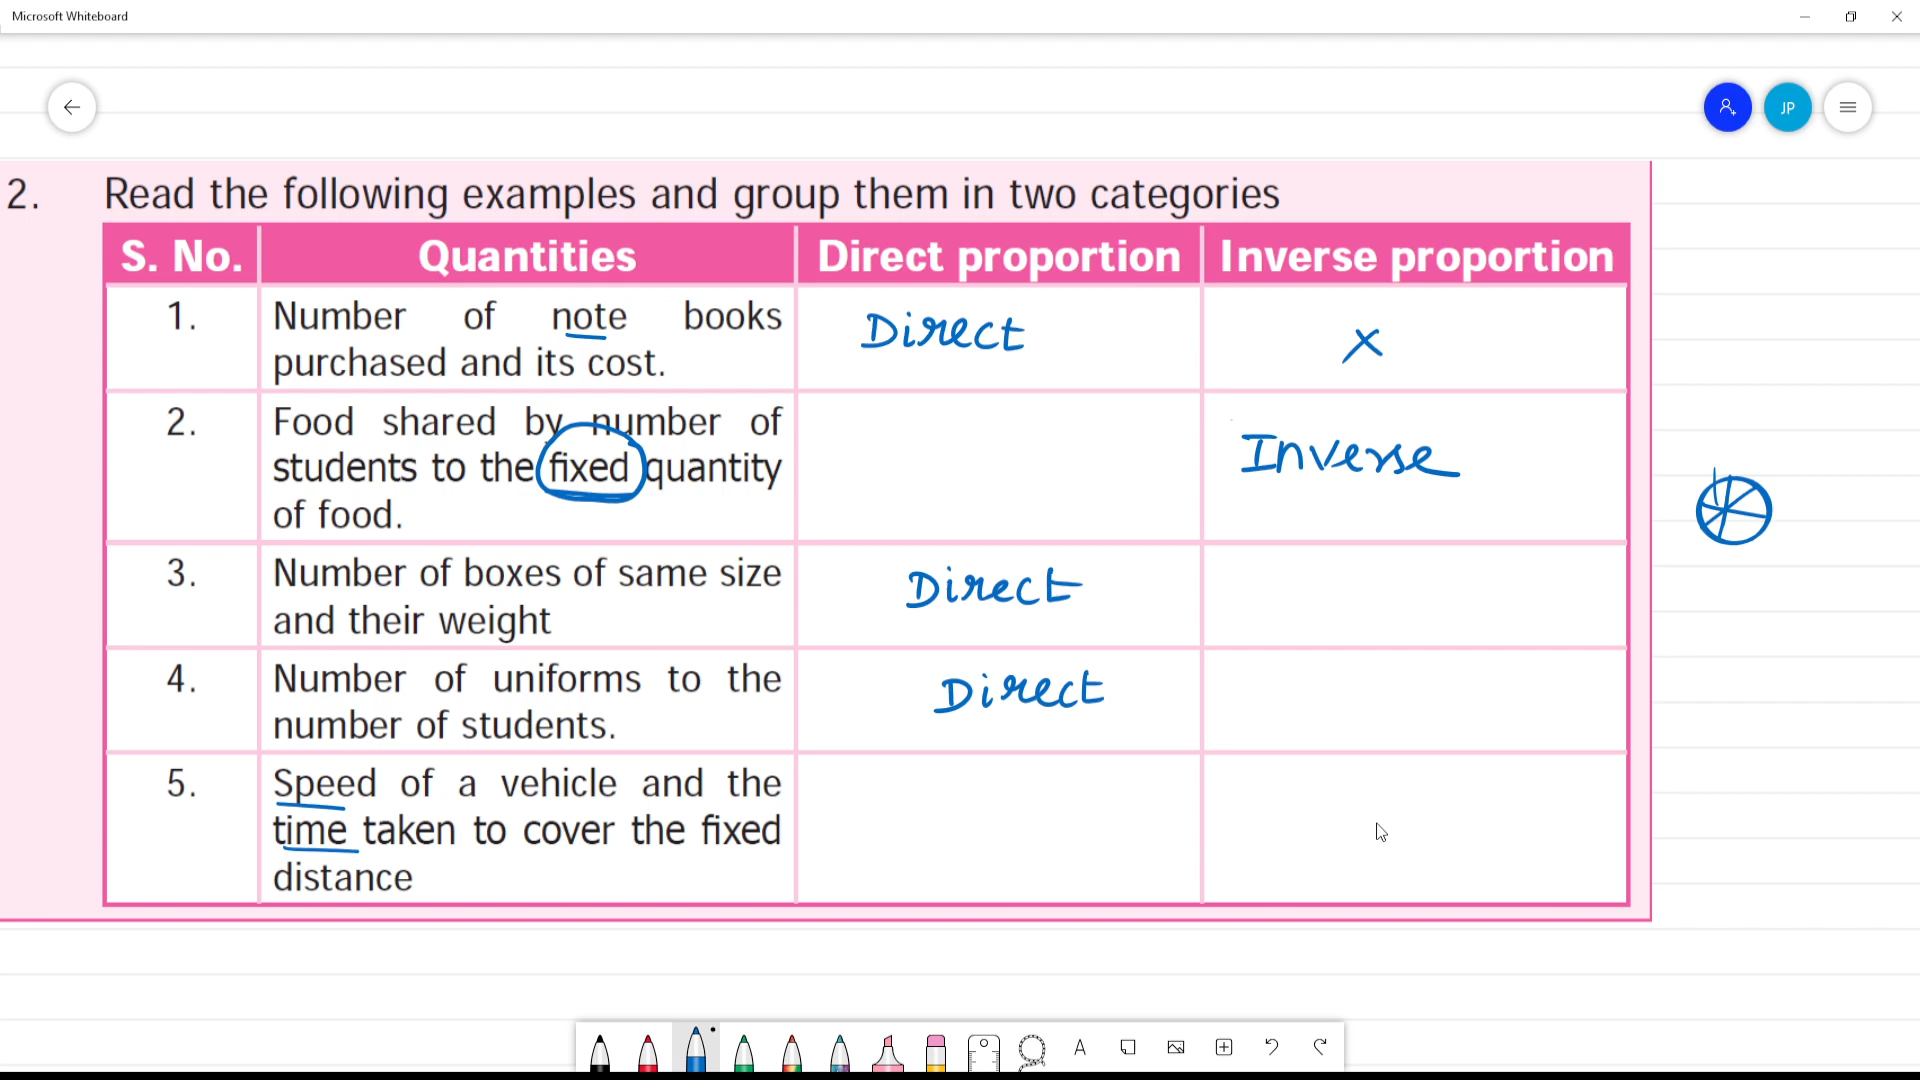 Microsoft Whiteboard
JP
2. Read the following examples and group them in two categories
S. No. Quantities Direct proportion Inverse proportion
1. Number of note books
purchased and its cost.
Direct x
2. Food shared by number of
students to the fixed quantity
of food.
Inverse
3. Number of boxes of same size
and their weight
Direct
4. Number of uniforms to the
number of students.
Direct
5. Speed of a vehicle and the
time taken to cover the fixed
distance
A